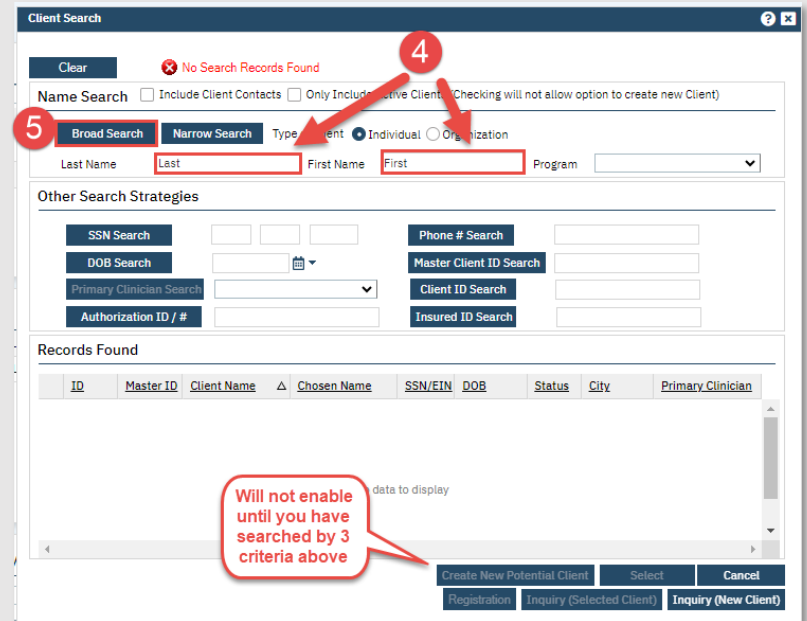 Client Search
Clear
No Search Records Found
4
Name Search Include Client Contacts Only Include Active Clients (Checking will not allow option to create new Client)
5
Broad Search Narrow Search Type Client Individual Organization
Last Name Last First Name First Program
Other Search Strategies
SSN Search Phone # Search
DOB Search Master Client ID Search
Primary Clinician Search Client ID Search
Authorization ID / # Insured ID Search
Records Found
ID Master ID Client Name Chosen Name SSN/EIN DOB Status City Primary Clinician
data to display
Will not enable
until you have
searched by 3
criteria above
Create New Potential Client Select Cancel
Registration Inquiry (Selected Client) Inquiry (New Client)